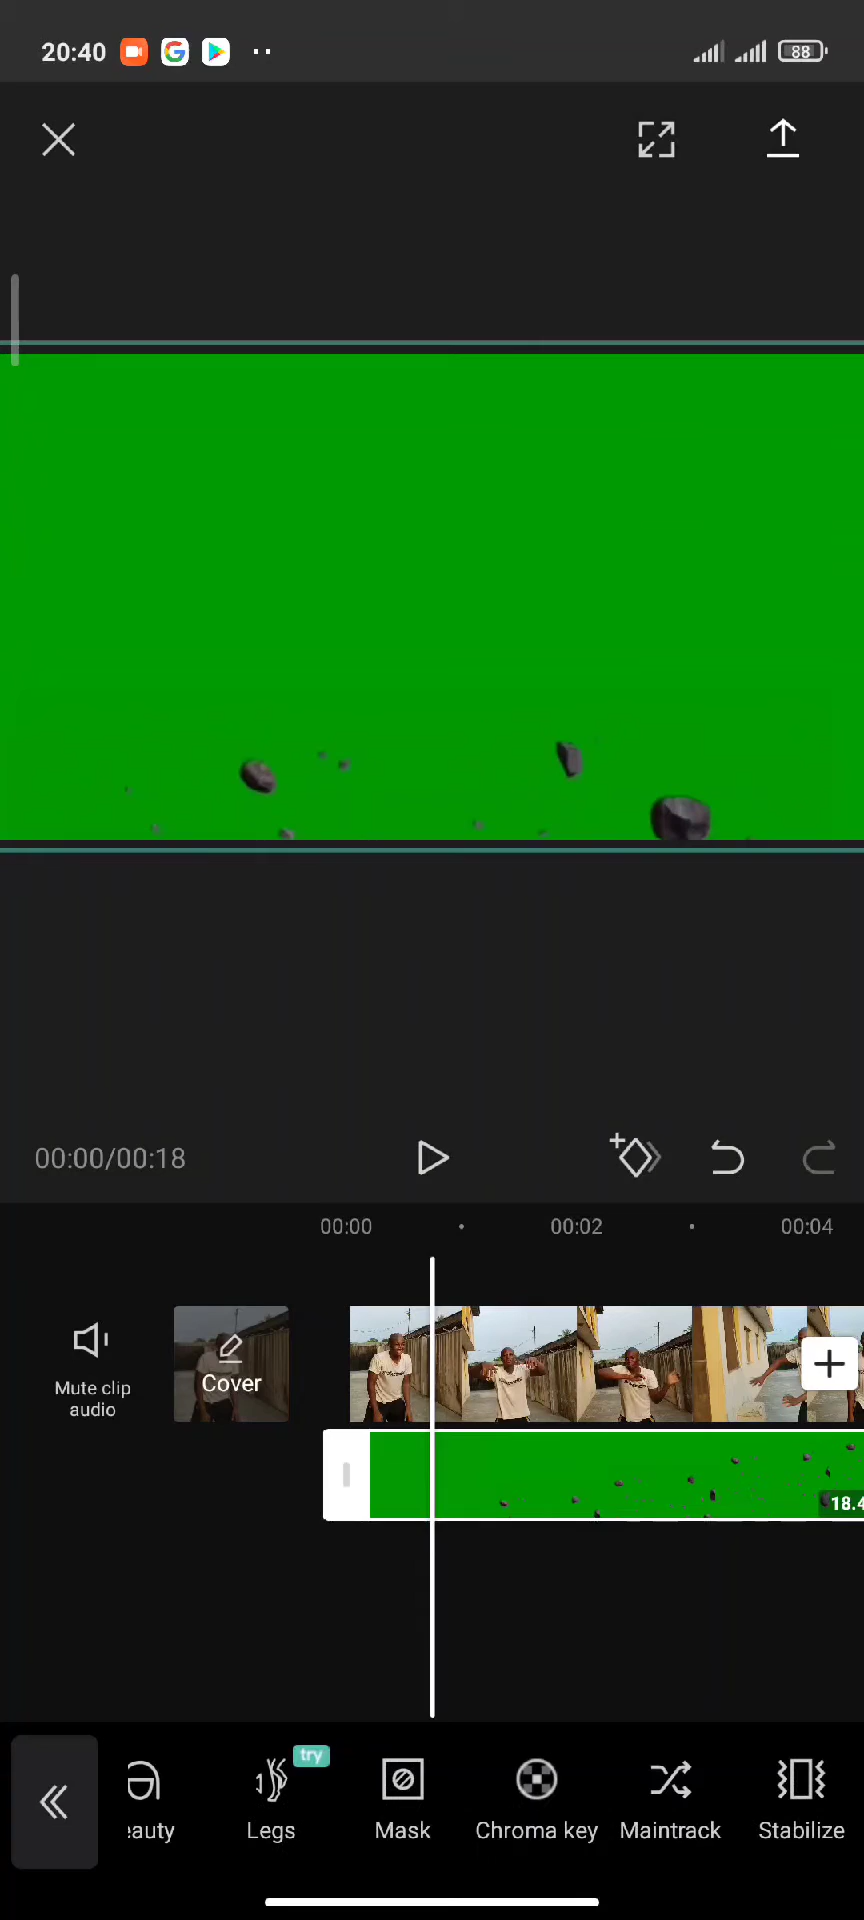 20:40
88
00:00/00:18
00:00
00:02
00:04
Mute clip
audio
Cover
18.4
try
eauty
Legs
Mask
Chroma key
Maintrack
Stabilize